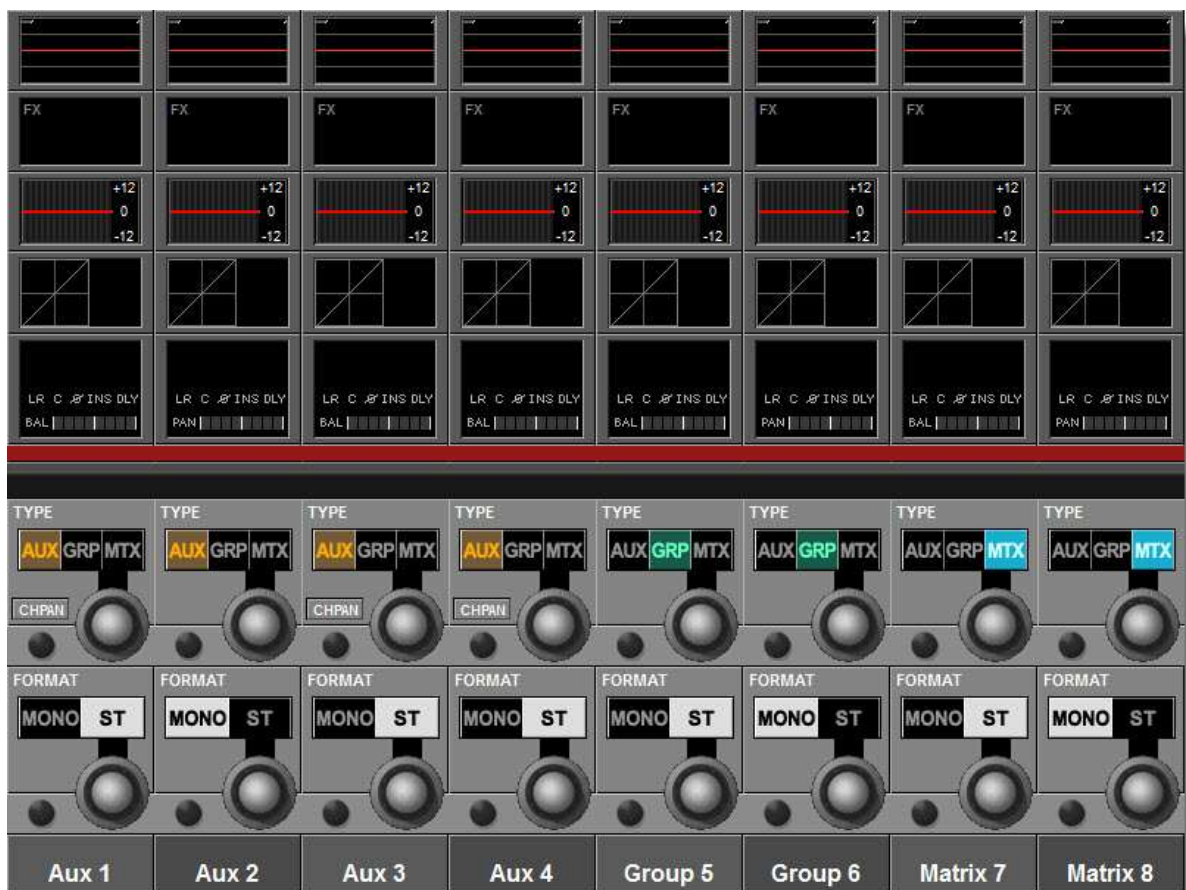 FX FX FX FX FX FX FX FX
+12 +12 +12 +12 +12 +12 +12 +12
0 0 0 0 0 0 0 0
-12 -12 -12 -12 -12 -12 -12 -12
LR C Ø INS DLY LR C Ø INS DLY LR C Ø INS DLY LR C Ø INS DLY LR C Ø INS DLY LR C Ø INS DLY LR C Ø INS DLY LR C Ø INS DLY
BAL PAN BAL BAL BAL PAN BAL PAN
TYPE TYPE TYPE TYPE TYPE TYPE TYPE TYPE
AUX GRP MTX AUX GRP MTX AUX GRP MTX AUX GRP MTX AUX GRP MTX AUX GRP MTX AUX GRP MTX AUX GRP MTX
CHPAN CHPAN CHPAN
FORMAT FORMAT FORMAT FORMAT FORMAT FORMAT FORMAT FORMAT
MONO ST MONO ST MONO ST MONO ST MONO ST MONO ST MONO ST MONO ST
Aux 1 Aux 2 Aux 3 Aux 4 Group 5 Group 6 Matrix 7 Matrix 8